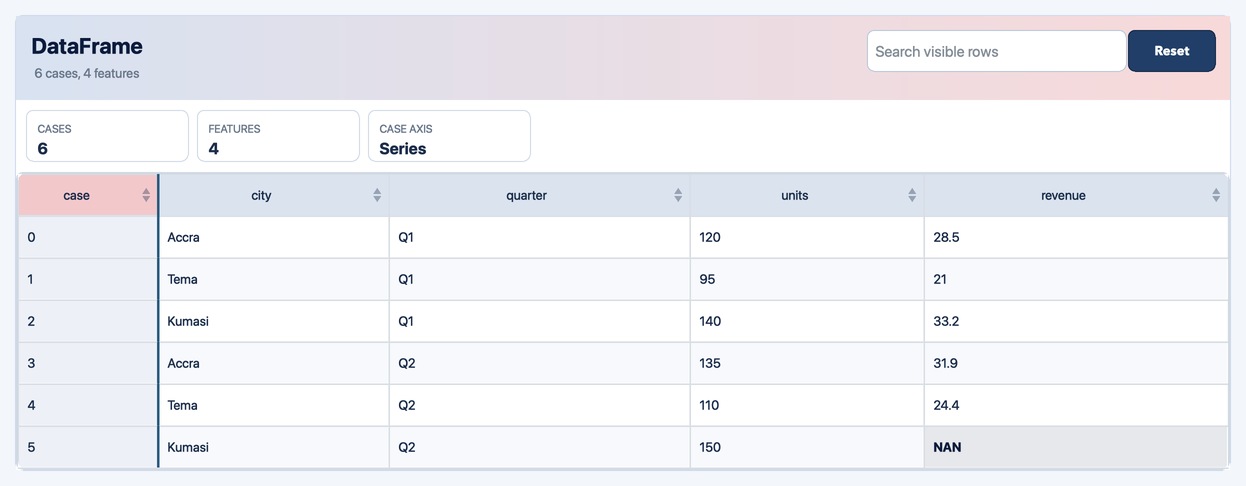 DataFrame
6 cases, 4 features
Search visible rows
Reset
CASES
6
FEATURES
4
CASE AXIS
Series
case city quarter units revenue
0 Accra Q1 120 28.5
1 Tema Q1 95 21
2 Kumasi Q1 140 33.2
3 Accra Q2 135 31.9
4 Tema Q2 110 24.4
5 Kumasi Q2 150 NAN